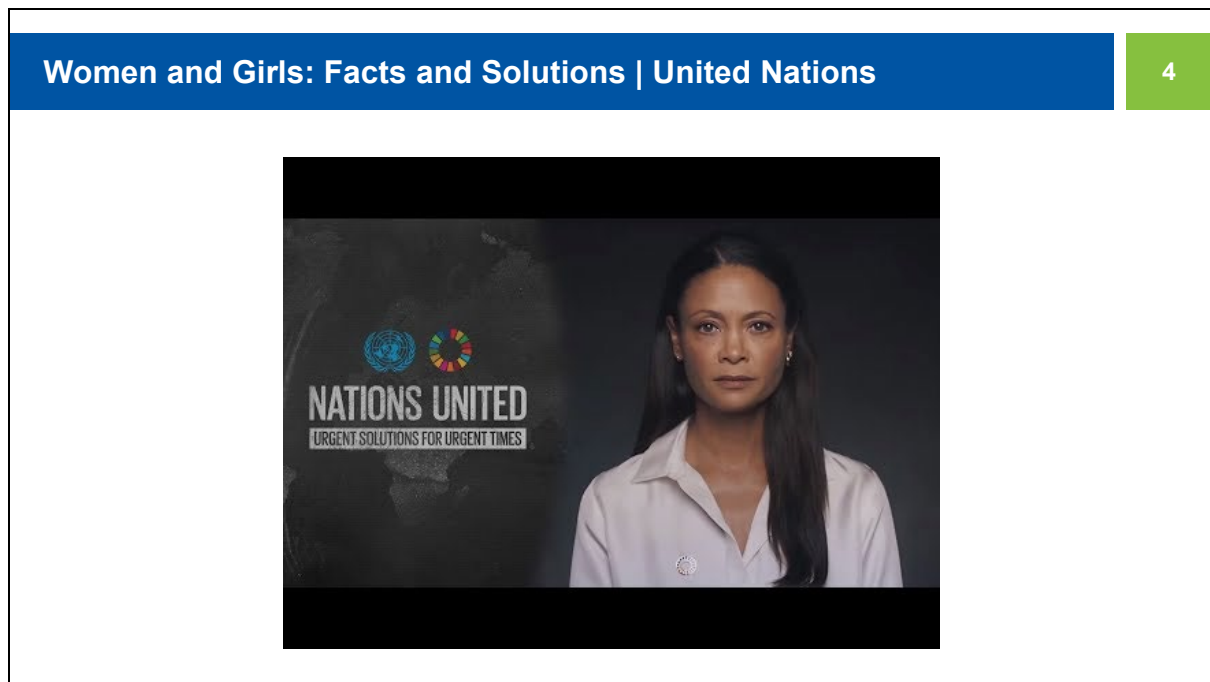 Women and Girls: Facts and Solutions | United Nations
4
NATIONS UNITED
URGENT SOLUTIONS FOR URGENT TIMES